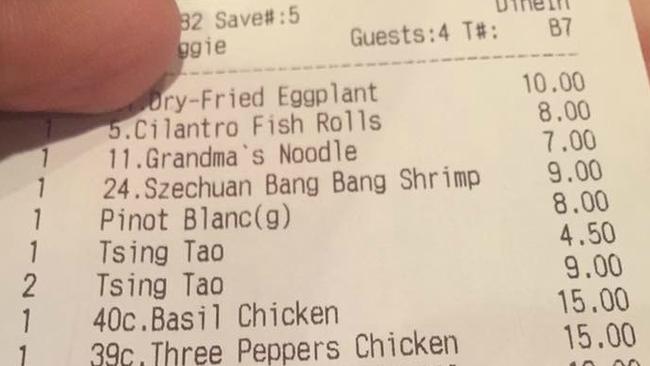 DineIn
82 Save#:5
ggie Guests:4 T#: B7
.Dry-Fried Eggplant 10.00
1 5.Cilantro Fish Rolls 8.00
1 11.Grandma`s Noodle 7.00
1 24.Szechuan Bang Bang Shrimp 9.00
1 Pinot Blanc(g) 8.00
1 Tsing Tao 4.50
2 Tsing Tao 9.00
1 40c.Basil Chicken 15.00
1 39c.Three Peppers Chicken 15.00